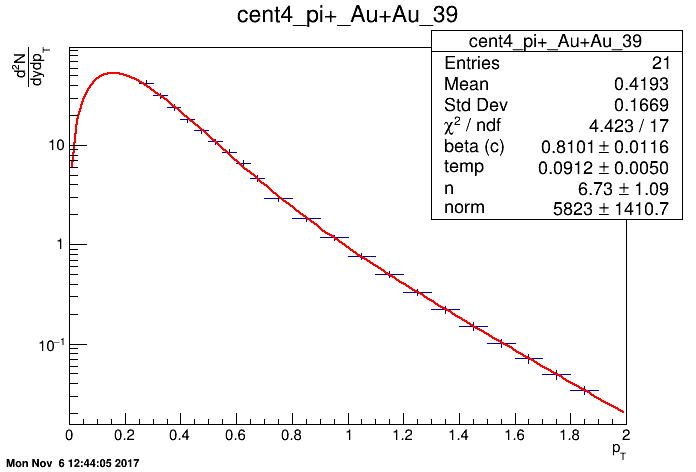 cent4_pi+_Au+Au_39
d²N
dydp_T
cent4_pi+_Au+Au_39
Entries 21
Mean 0.4193
Std Dev 0.1669
χ² / ndf 4.423 / 17
beta (c) 0.8101 ± 0.0116
temp 0.0912 ± 0.0050
n 6.73 ± 1.09
norm 5823 ± 1410.7
10
1
10⁻¹
0 0.2 0.4 0.6 0.8 1 1.2 1.4 1.6 1.8 2
p_T
Mon Nov 6 12:44:05 2017